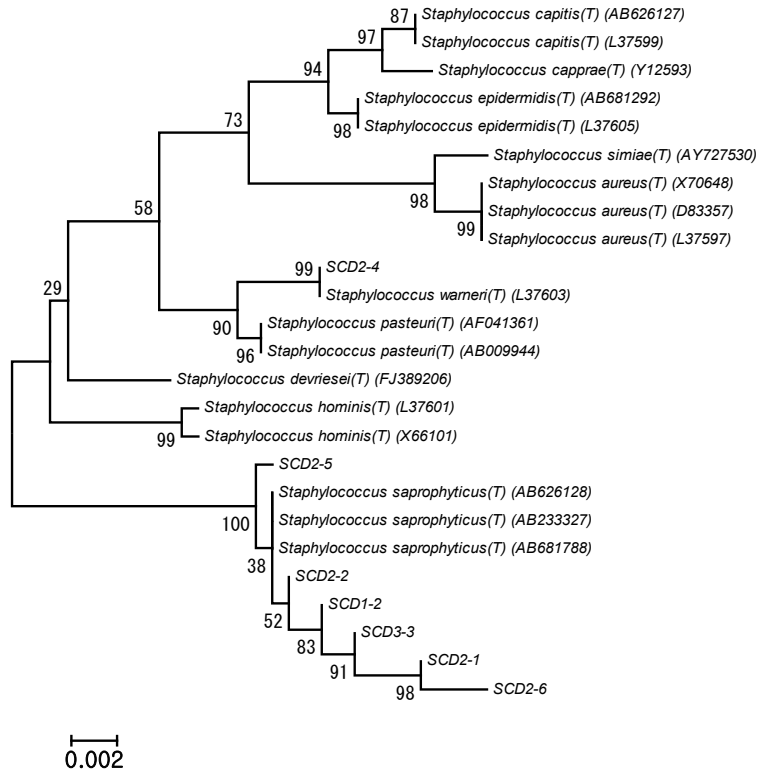 87
Staphylococcus capitis(T) (AB626127)
97
Staphylococcus capitis(T) (L37599)
94
Staphylococcus capprae(T) (Y12593)
Staphylococcus epidermidis(T) (AB681292)
73
98
Staphylococcus epidermidis(T) (L37605)
Staphylococcus simiae(T) (AY727530)
Staphylococcus aureus(T) (X70648)
98
58
Staphylococcus aureus(T) (D83357)
99
Staphylococcus aureus(T) (L37597)
99
SCD2-4
29
Staphylococcus warneri(T) (L37603)
90
Staphylococcus pasteuri(T) (AF041361)
96
Staphylococcus pasteuri(T) (AB009944)
Staphylococcus devriesei(T) (FJ389206)
Staphylococcus hominis(T) (L37601)
99
Staphylococcus hominis(T) (X66101)
SCD2-5
Staphylococcus saprophyticus(T) (AB626128)
100
Staphylococcus saprophyticus(T) (AB233327)
Staphylococcus saprophyticus(T) (AB681788)
38
SCD2-2
52
SCD1-2
83
SCD3-3
91
SCD2-1
98
SCD2-6
0.002